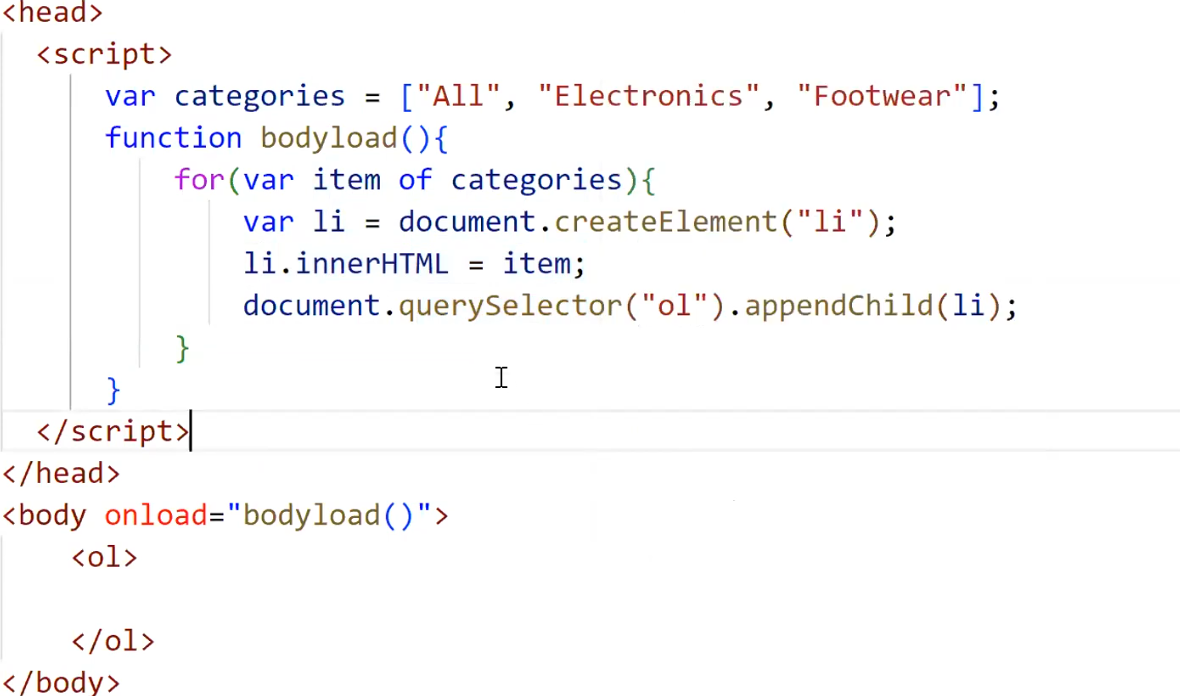 <head>
<script>
var categories = ["All", "Electronics", "Footwear"];
function bodyload(){
for(var item of categories){
var li = document.createElement("li");
li.innerHTML = item;
document.querySelector("ol").appendChild(li);
}
}
</script>
</head>
<body onload="bodyload()">
<ol>
</ol>
</body>